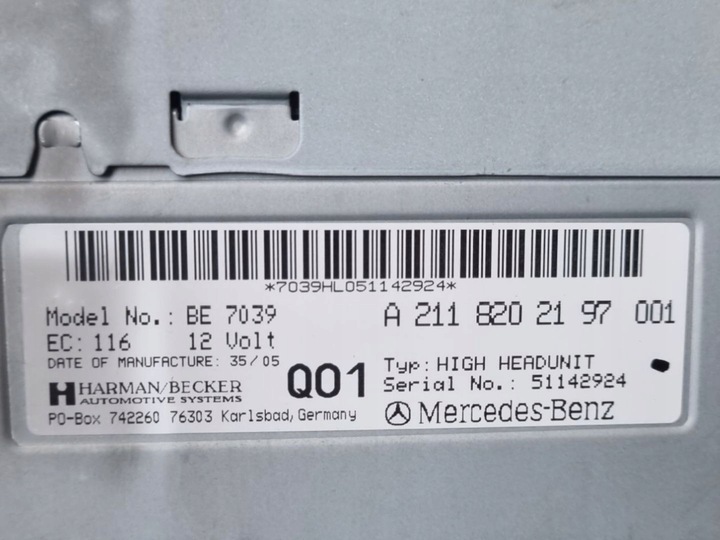 *7039HL051142924*
Model No.: BE 7039
A 211 820 21 97 001
EC: 116 12 Volt
DATE OF MANUFACTURE: 35/05
Q01
Typ: HIGH HEADUNIT
Serial No.: 51142924
HARMAN/BECKER
AUTOMOTIVE SYSTEMS
PO-Box 742260 76303 Karlsbad, Germany
Mercedes-Benz